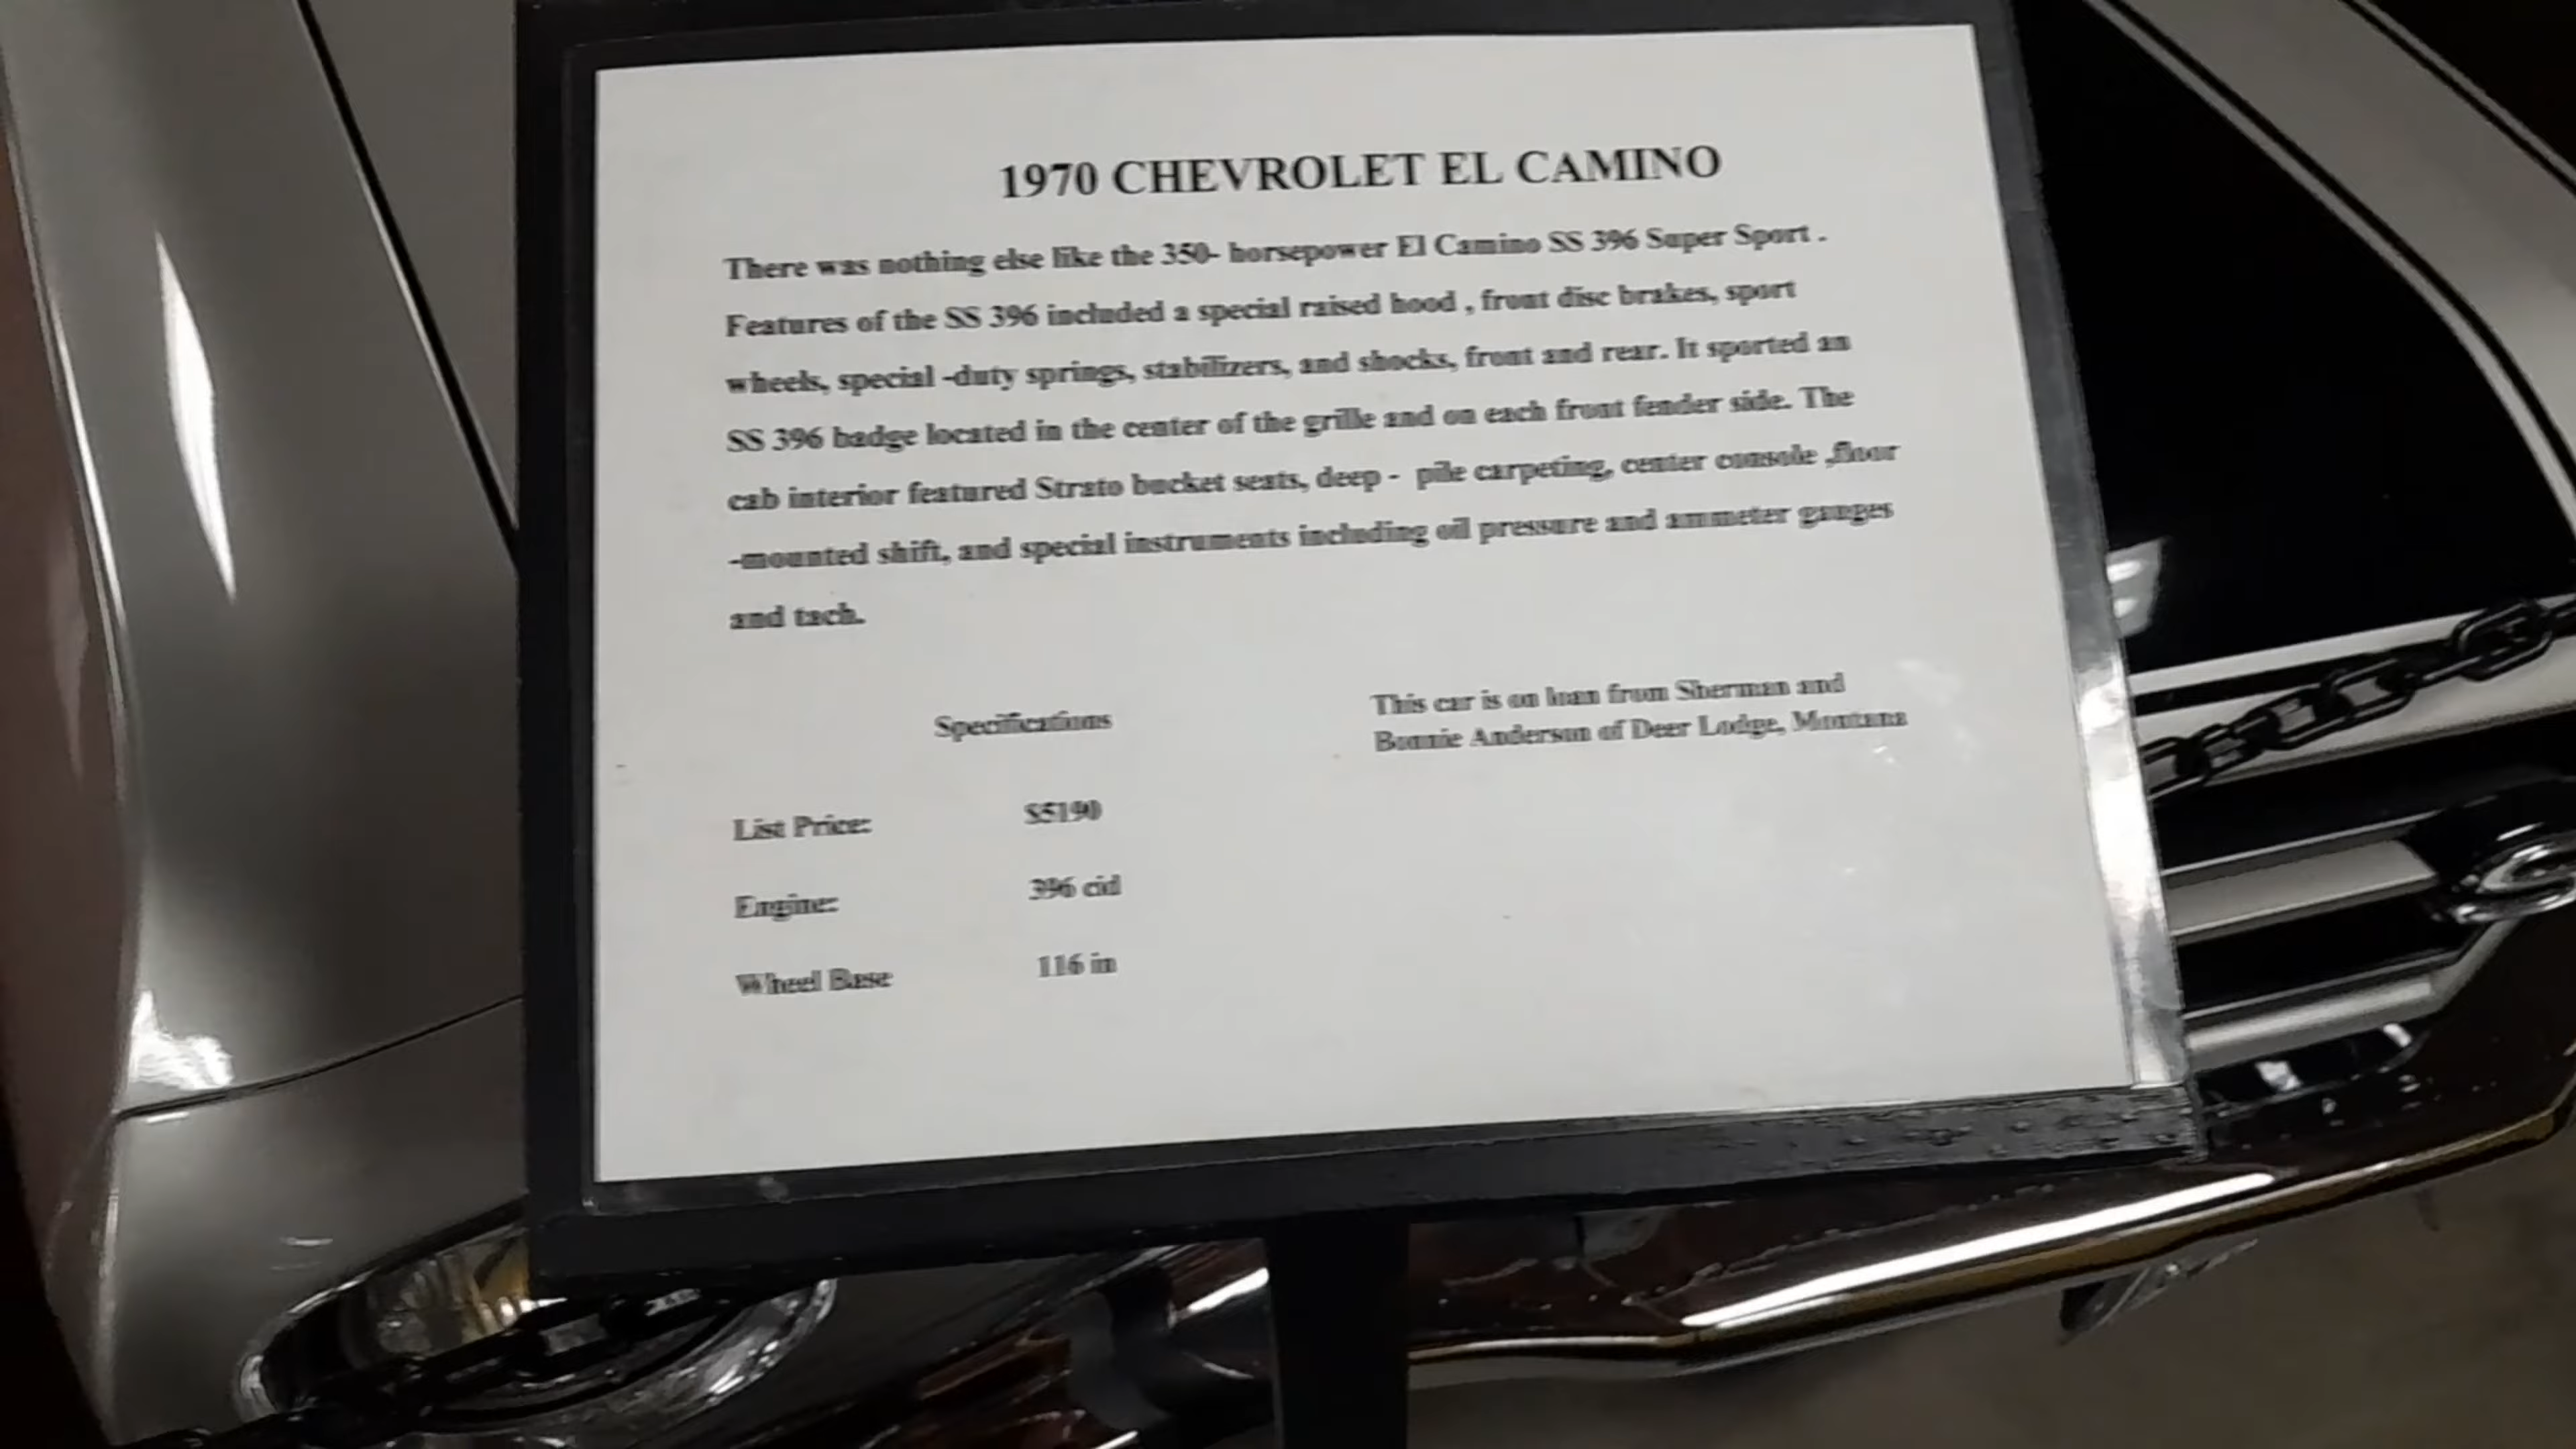 1970 CHEVROLET EL CAMINO
There was nothing else like the 350- horsepower El Camino SS 396 Super Sport .
Features of the SS 396 included a special raised hood , front disc brakes, sport
wheels, special -duty springs, stabilizers, and shocks, front and rear. It sported an
SS 396 badge located in the center of the grille and on each front fender side. The
cab interior featured Strato bucket seats, deep - pile carpeting, center console ,floor
-mounted shift, and special instruments including oil pressure and ammeter gauges
and tach.
Specifications
This car is on loan from Sherman and
Bonnie Anderson of Deer Lodge, Montana
List Price: $5190
Engine: 396 cid
Wheel Base 116 in